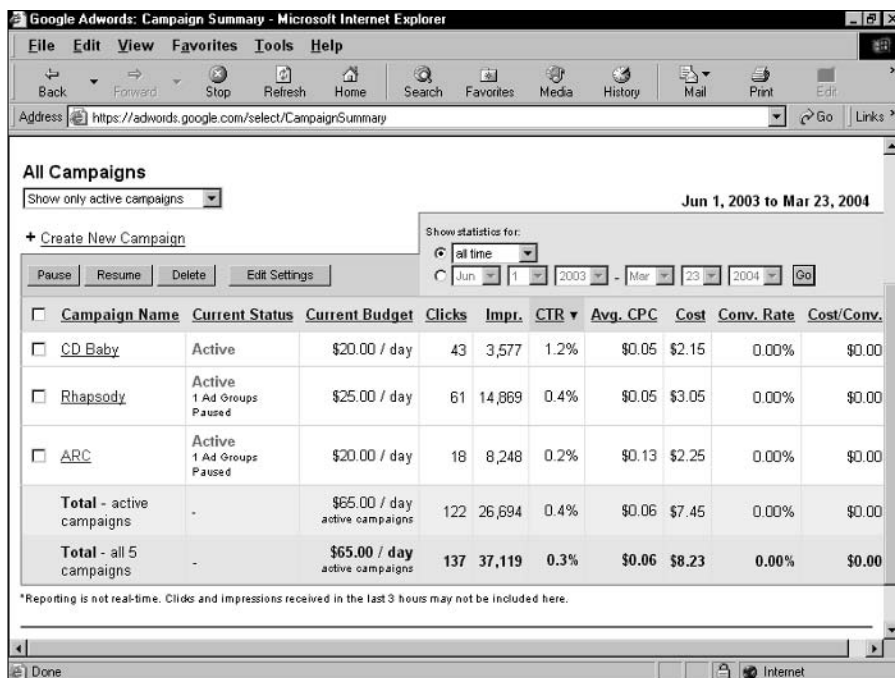 Google Adwords: Campaign Summary - Microsoft Internet Explorer
File Edit View Favorites Tools Help
Back Forward Stop Refresh Home Search Favorites Media History Mail Print Edit
Address https://adwords.google.com/select/CampaignSummary Go Links »
All Campaigns
Show only active campaigns
Jun 1, 2003 to Mar 23, 2004
+ Create New Campaign
Show statistics for:
all time
Jun 1 2003 - Mar 23 2004 Go
Pause Resume Delete Edit Settings
Campaign Name Current Status Current Budget Clicks Impr. CTR ▼ Avg. CPC Cost Conv. Rate Cost/Conv.
CD Baby Active $20.00 / day 43 3,577 1.2% $0.05 $2.15 0.00% $0.00
Rhapsody Active $25.00 / day 61 14,869 0.4% $0.05 $3.05 0.00% $0.00
1 Ad Groups
Paused
ARC Active $20.00 / day 18 8,248 0.2% $0.13 $2.25 0.00% $0.00
1 Ad Groups
Paused
Total - active campaigns - $65.00 / day active campaigns 122 26,694 0.4% $0.06 $7.45 0.00% $0.00
Total - all 5 campaigns - $65.00 / day active campaigns 137 37,119 0.3% $0.06 $8.23 0.00% $0.00
*Reporting is not real-time. Clicks and impressions received in the last 3 hours may not be included here.
Done Internet